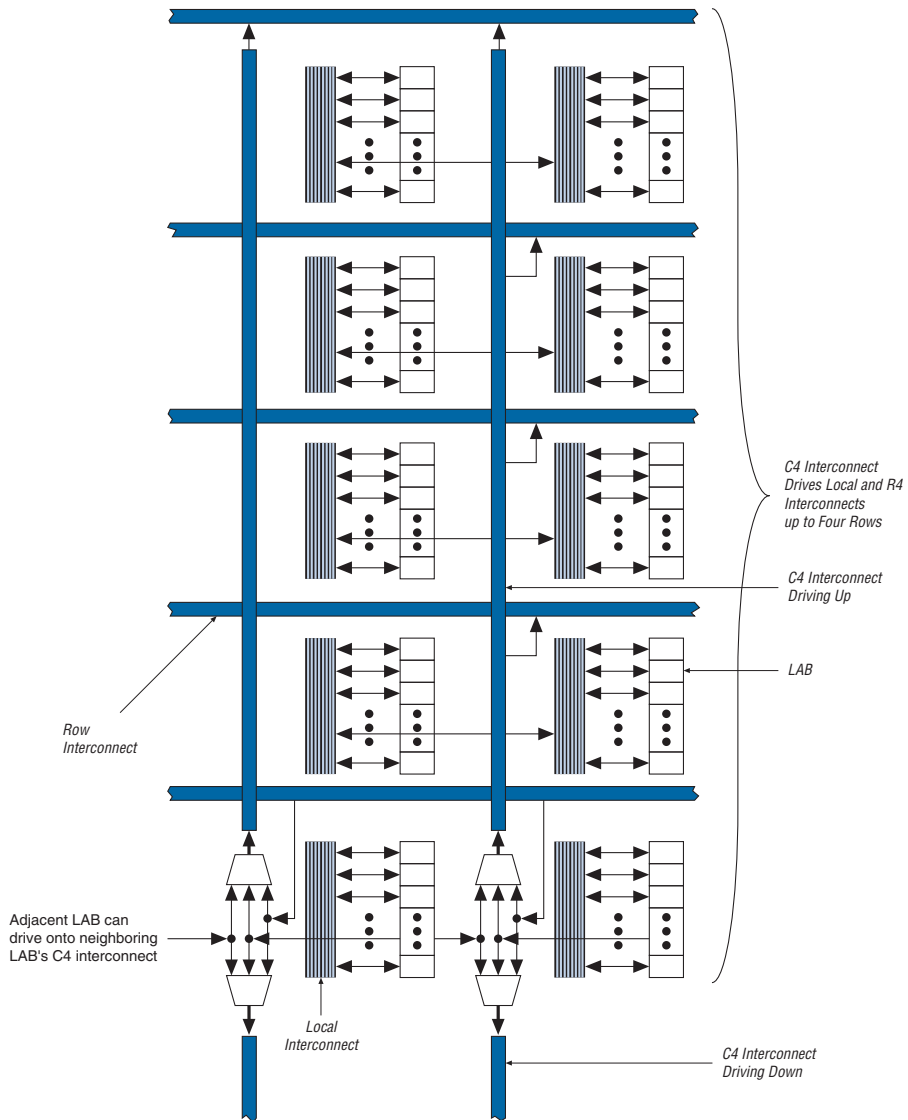 C4 Interconnect
Drives Local and R4
Interconnects
up to Four Rows
C4 Interconnect
Driving Up
LAB
Row
Interconnect
Adjacent LAB can
drive onto neighboring
LAB's C4 interconnect
Local
Interconnect
C4 Interconnect
Driving Down